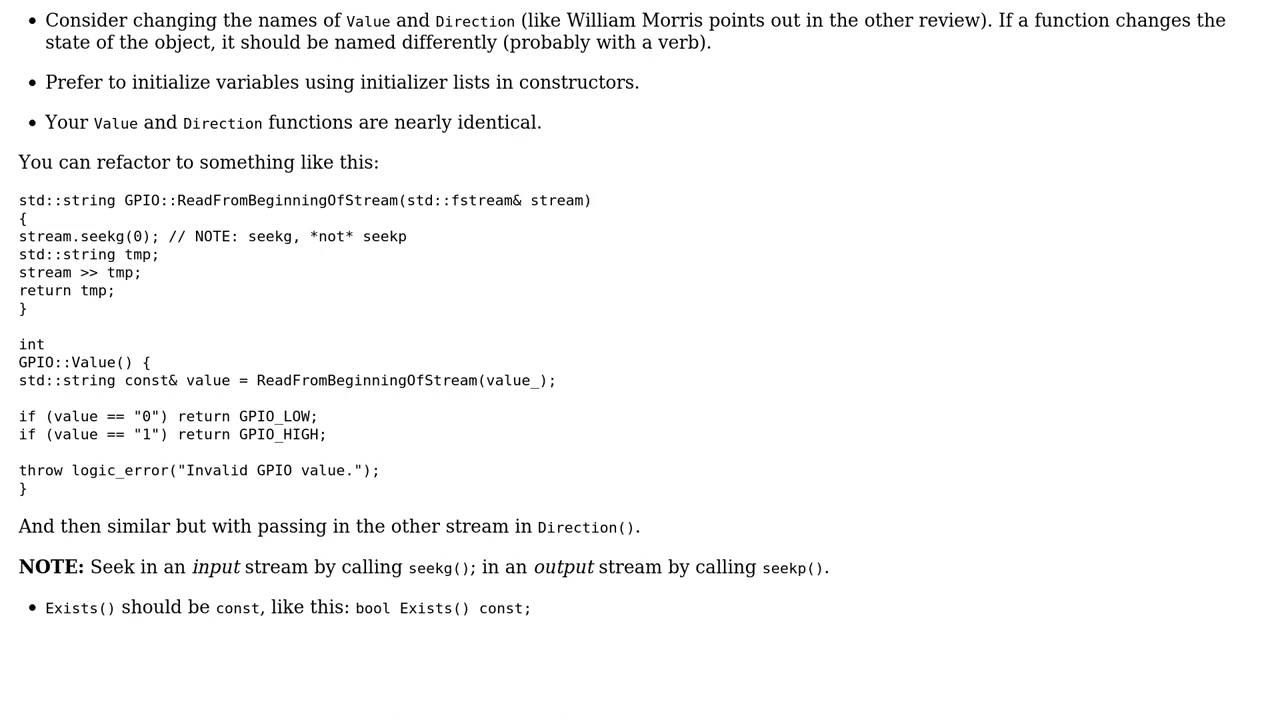 • Consider changing the names of Value and Direction (like William Morris points out in the other review). If a function changes the
state of the object, it should be named differently (probably with a verb).
• Prefer to initialize variables using initializer lists in constructors.
• Your Value and Direction functions are nearly identical.
You can refactor to something like this:
std::string GPIO::ReadFromBeginningOfStream(std::fstream& stream)
{
stream.seekg(0); // NOTE: seekg, *not* seekp
std::string tmp;
stream >> tmp;
return tmp;
}
int
GPIO::Value() {
std::string const& value = ReadFromBeginningOfStream(value_);
if (value == "0") return GPIO_LOW;
if (value == "1") return GPIO_HIGH;
throw logic_error("Invalid GPIO value.");
}
And then similar but with passing in the other stream in Direction().
NOTE: Seek in an input stream by calling seekg(); in an output stream by calling seekp().
• Exists() should be const, like this: bool Exists() const;